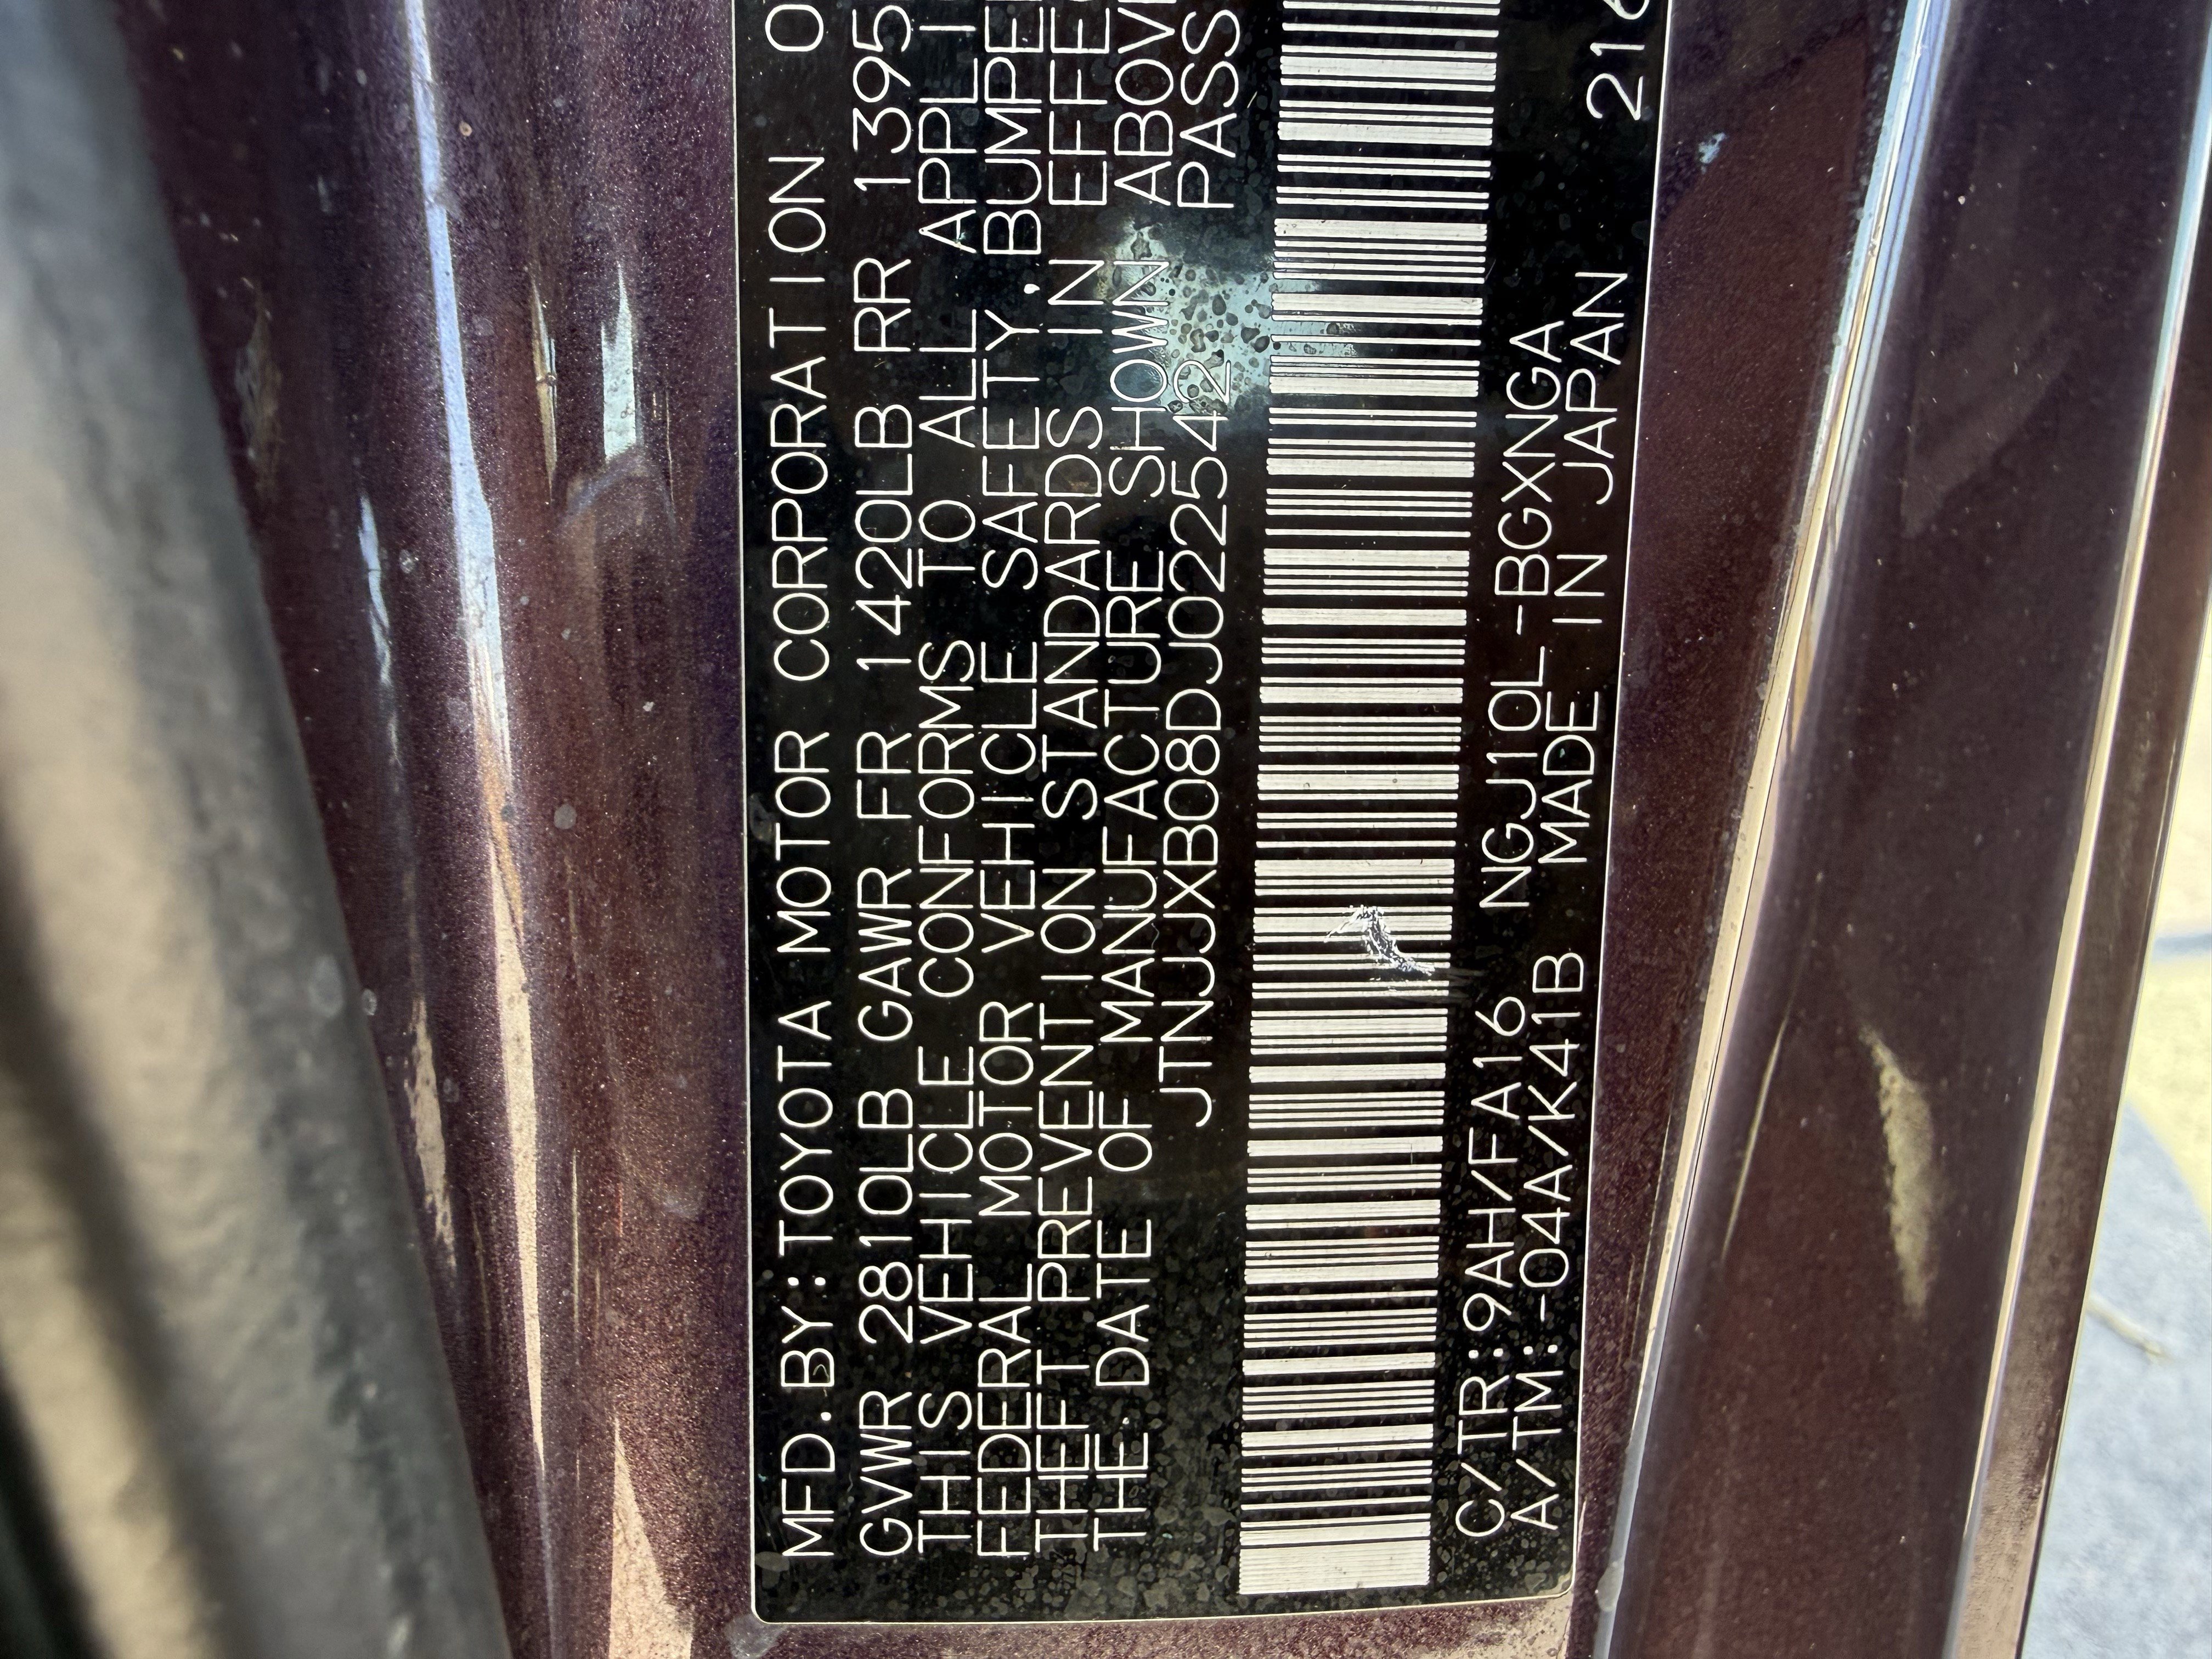 MFD.BY:TOYOTA MOTOR CORPORATION
GVWR 2810LB GAWR FR 1420LB RR 1395
THIS VEHICLE CONFORMS TO ALL
FEDERAL MOTOR VEHICLE SAFETY.BUMPE
THEFT PREVENTION STANDARDS IN EFFE
THE DATE OF MANUFACTURE SHOWN ABOV
JTNJJXB08DJ022542 PASS
C/TR:9AH/FA16 NGJ10L-BGXNGA
A/TM:-04A/K41B MADE IN JAPAN 216